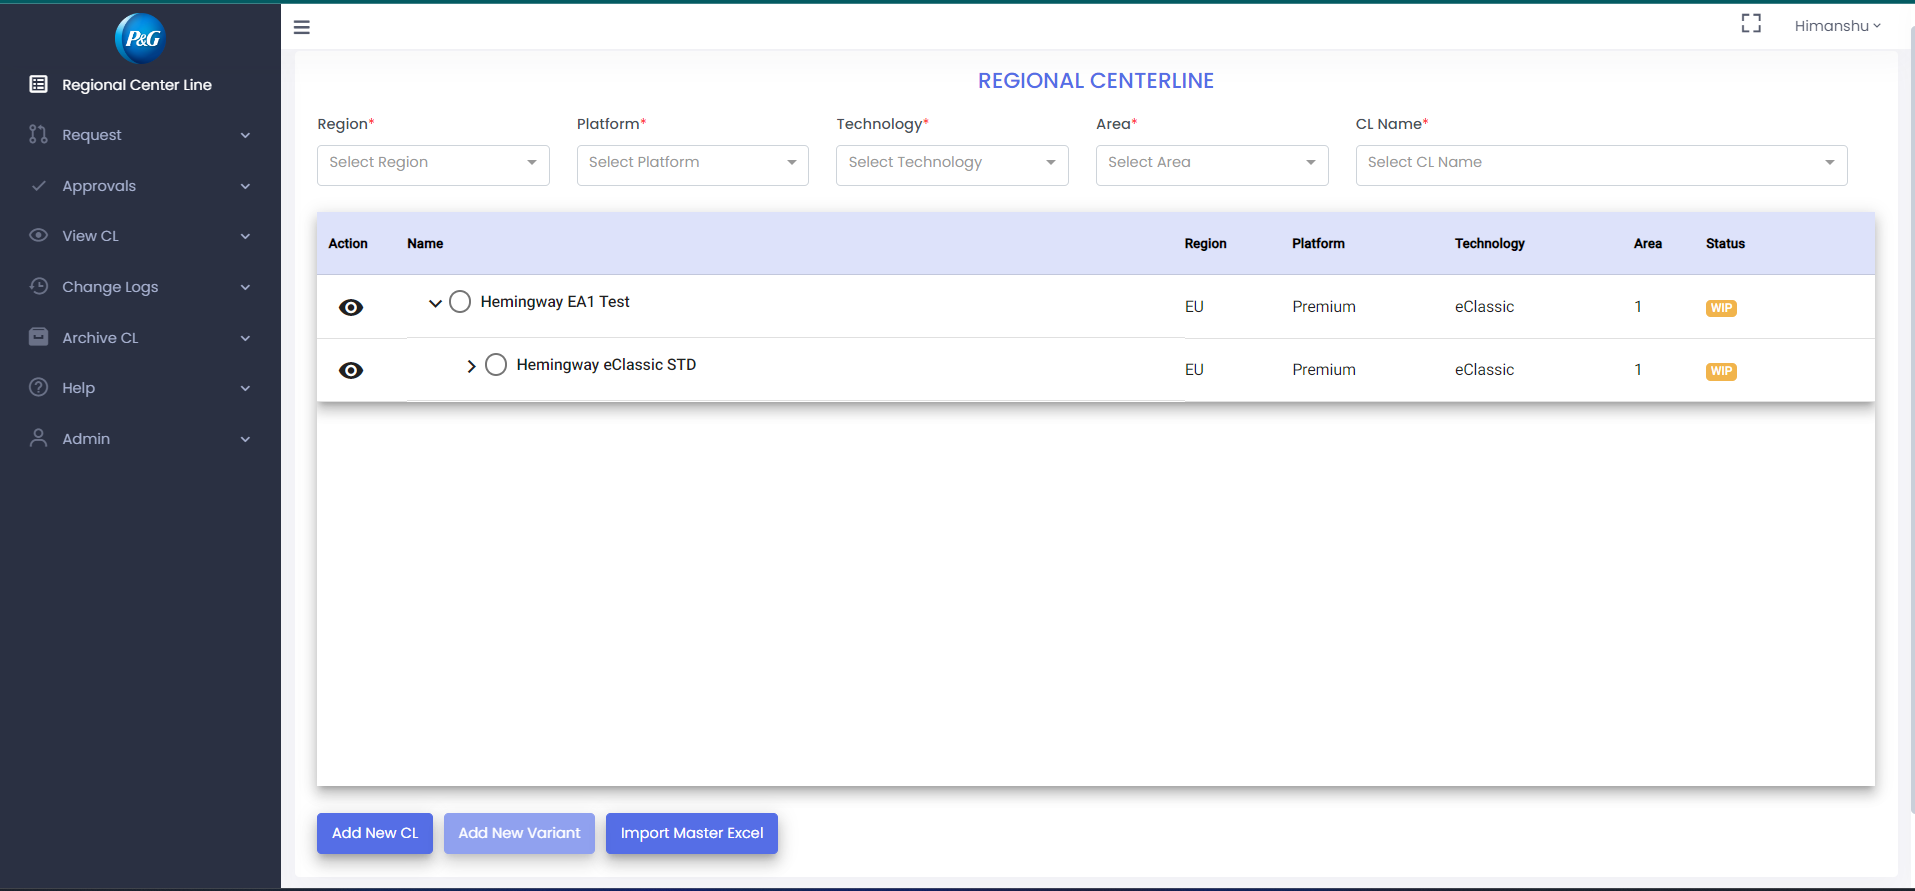 P&G
Himanshu
Regional Center Line
Request
Approvals
View CL
Change Logs
Archive CL
Help
Admin
REGIONAL CENTERLINE
Region* Platform* Technology* Area* CL Name*
Select Region Select Platform Select Technology Select Area Select CL Name
Action Name Region Platform Technology Area Status
Hemingway EA1 Test EU Premium eClassic 1 WIP
Hemingway eClassic STD EU Premium eClassic 1 WIP
Add New CL Add New Variant Import Master Excel